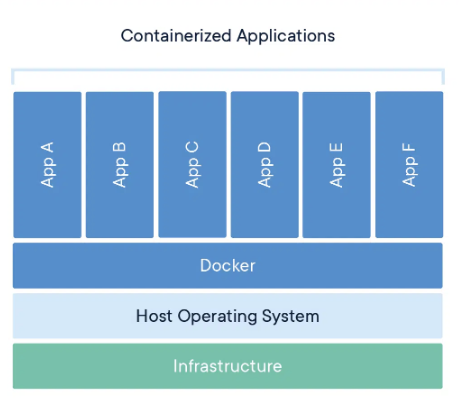 Containerized Applications
App A
App B
App C
App D
App E
App F
Docker
Host Operating System
Infrastructure